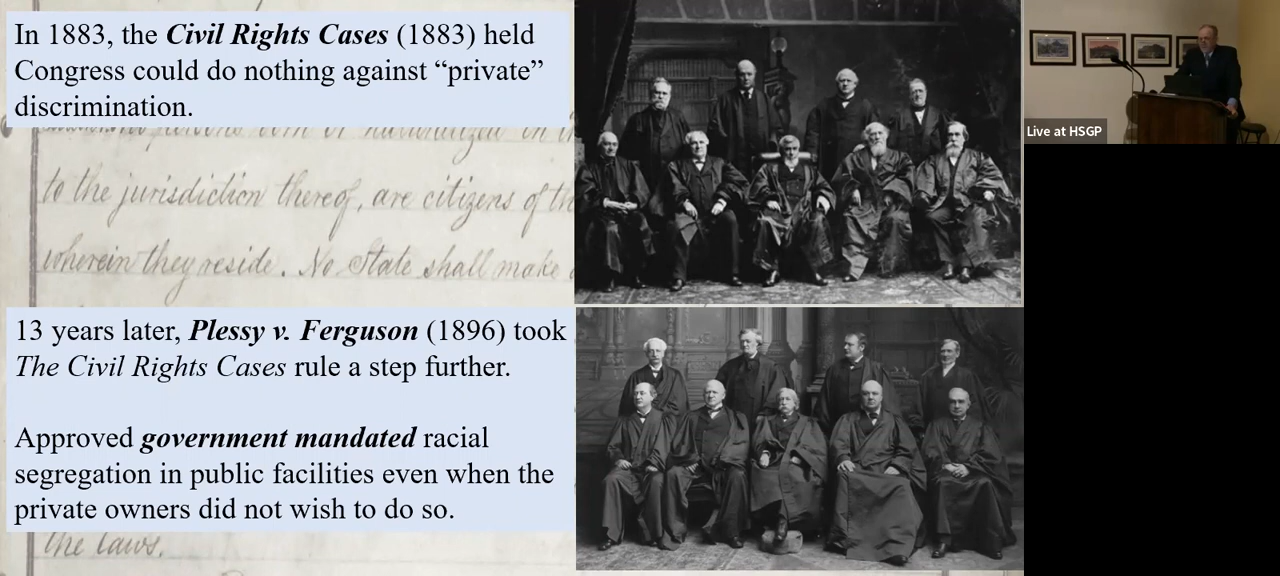 In 1883, the Civil Rights Cases (1883) held
Congress could do nothing against “private”
discrimination.
to the jurisdiction thereof, are citizens of th
wherein they reside. No State shall make
13 years later, Plessy v. Ferguson (1896) took
The Civil Rights Cases rule a step further.
Approved government mandated racial
segregation in public facilities even when the
private owners did not wish to do so.
the laws.
Live at HSGP